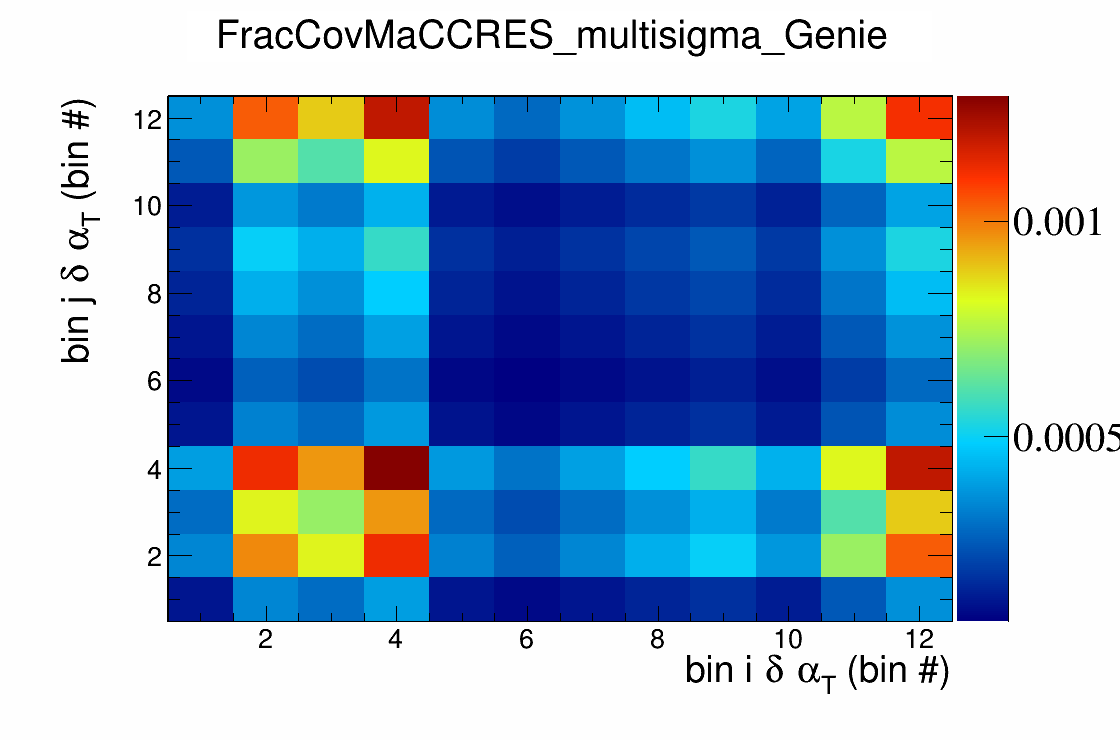 FracCovMaCCRES_multisigma_Genie
bin j δ α_T (bin #)
12
10
8
6
4
2
2 4 6 8 10 12
bin i δ α_T (bin #)
0.001
0.0005